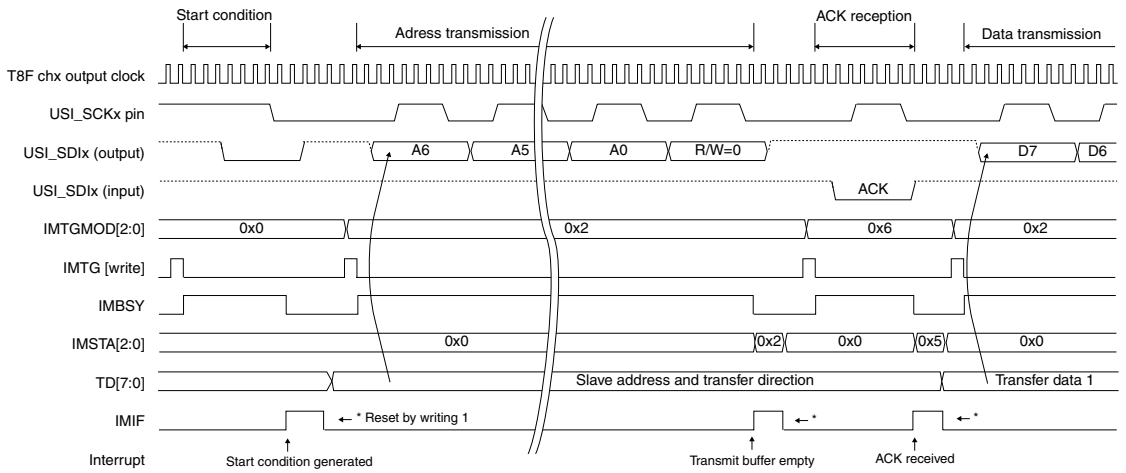 Start condition
Adress transmission
ACK reception
Data transmission
T8F chx output clock
USI_SCKx pin
USI_SDIx (output)
A6
A5
A0
R/W=0
D7
D6
USI_SDIx (input)
ACK
IMTGMOD[2:0]
0x0
0x2
0x6
0x2
IMTG [write]
IMBSY
IMSTA[2:0]
0x0
0x2
0x0
0x5
0x0
TD[7:0]
Slave address and transfer direction
Transfer data 1
IMIF
* Reset by writing 1
*
*
Interrupt
Start condition generated
Transmit buffer empty
ACK received